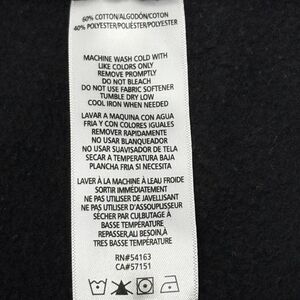 60% COTTON/ALGODÓN/COTON
40% POLYESTER/POLIÉSTER/POLYESTER
MACHINE WASH COLD WITH
LIKE COLORS ONLY
REMOVE PROMPTLY
DO NOT BLEACH
DO NOT USE FABRIC SOFTENER
TUMBLE DRY LOW
COOL IRON WHEN NEEDED
LAVAR A MAQUINA CON AGUA
FRIA Y CON COLORES IGUALES
REMOVER RAPIDAMENTE
NO USAR BLANQUEADOR
NO USAR SUAVISADOR DE TELA
SECAR A TEMPERATURA BAJA
PLANCHA FRIA SI NECESITA
LAVER À LA MACHINE À L'EAU FROIDE
SORTIR IMMÉDIATEMENT
NE PAS UTILISER DE JAVELLISANT
NE PAS UTILISER D'ASSOUPLISSEUR
SÉCHER PAR CULBUTAGE À
BASSE TEMPÉRATURE
REPASSER,AU BESOIN,À
TRES BASSE TEMPÉRATURE
RN#54163
CA#57151